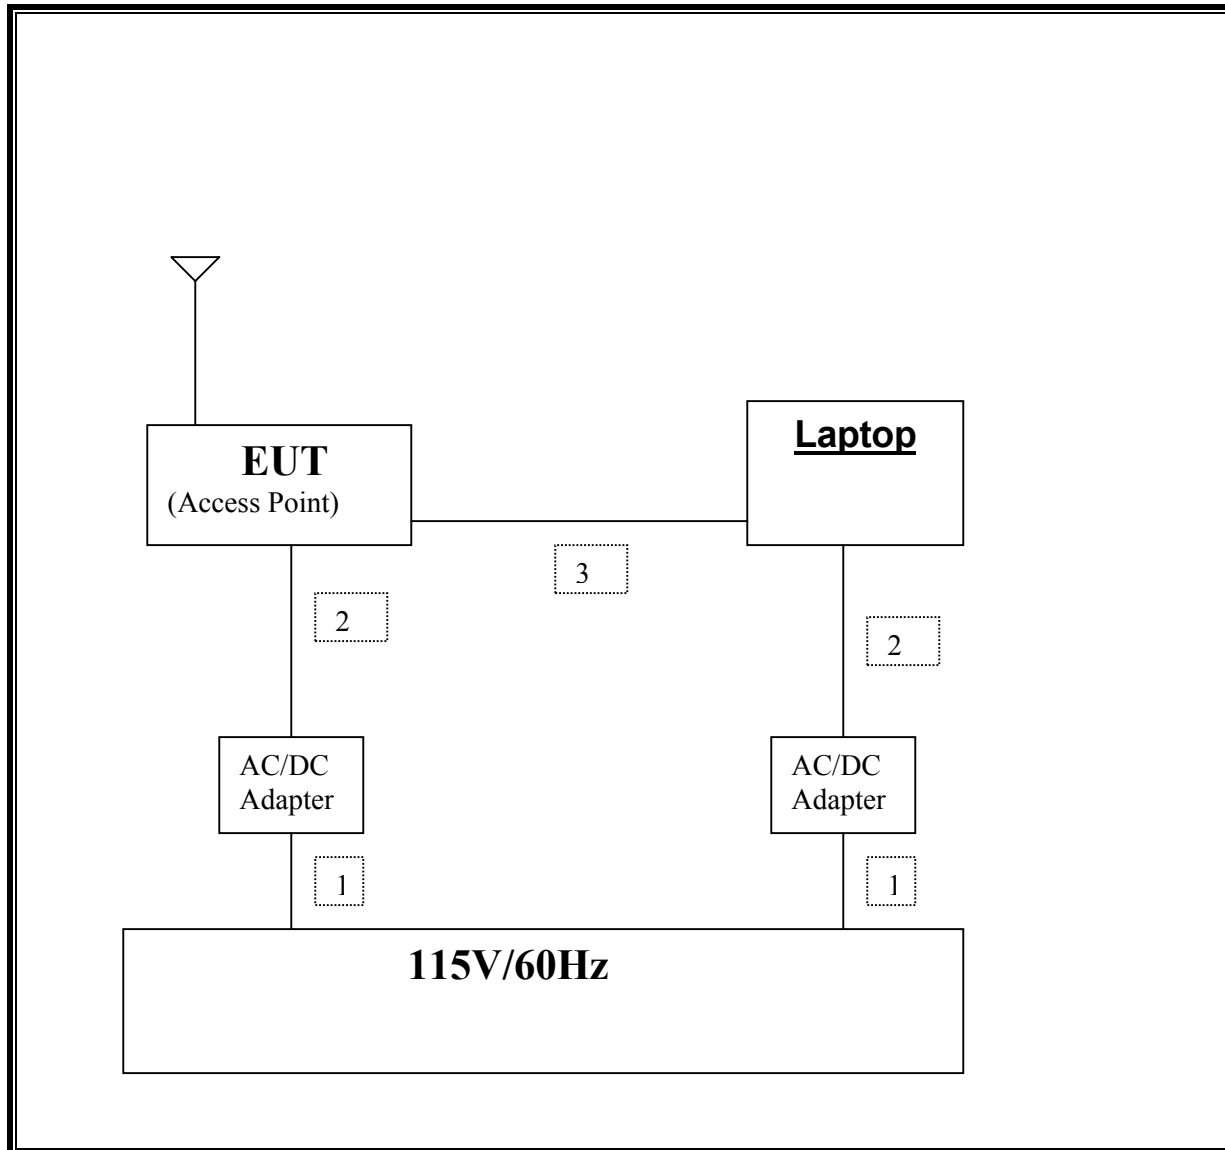 EUT
(Access Point)
Laptop
3
2
2
AC/DC
Adapter
AC/DC
Adapter
1
1
115V/60Hz